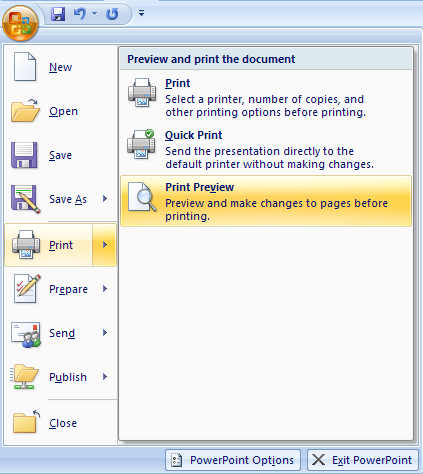 New
Open
Save
Save As
Print
Prepare
Send
Publish
Close
Preview and print the document
Print
Select a printer, number of copies, and
other printing options before printing.
Quick Print
Send the presentation directly to the
default printer without making changes.
Print Preview
Preview and make changes to pages before
printing.
PowerPoint Options
Exit PowerPoint